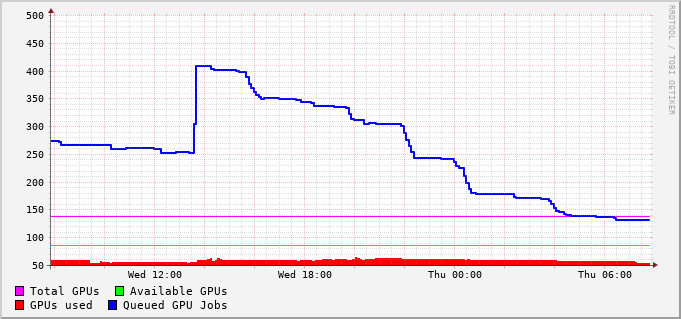 500
450
400
350
300
250
200
150
100
50
Wed 12:00 Wed 18:00 Thu 00:00 Thu 06:00
Total GPUs Available GPUs
GPUs used Queued GPU Jobs
RRDTOOL / TOBI OETIKER